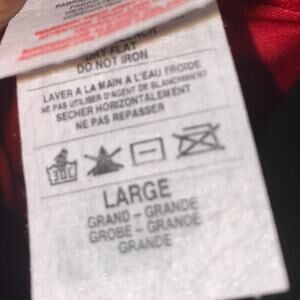 DRY FLAT
DO NOT IRON
LAVER A LA MAIN A L'EAU FROIDE
NE PAS UTILISER D'AGENT DE BLANCHIMENT
SECHER HORIZONTALEMENT
NE PAS REPASSER
30C
LARGE
GRAND - GRANDE
GROBE - GRANDE
GRANDE